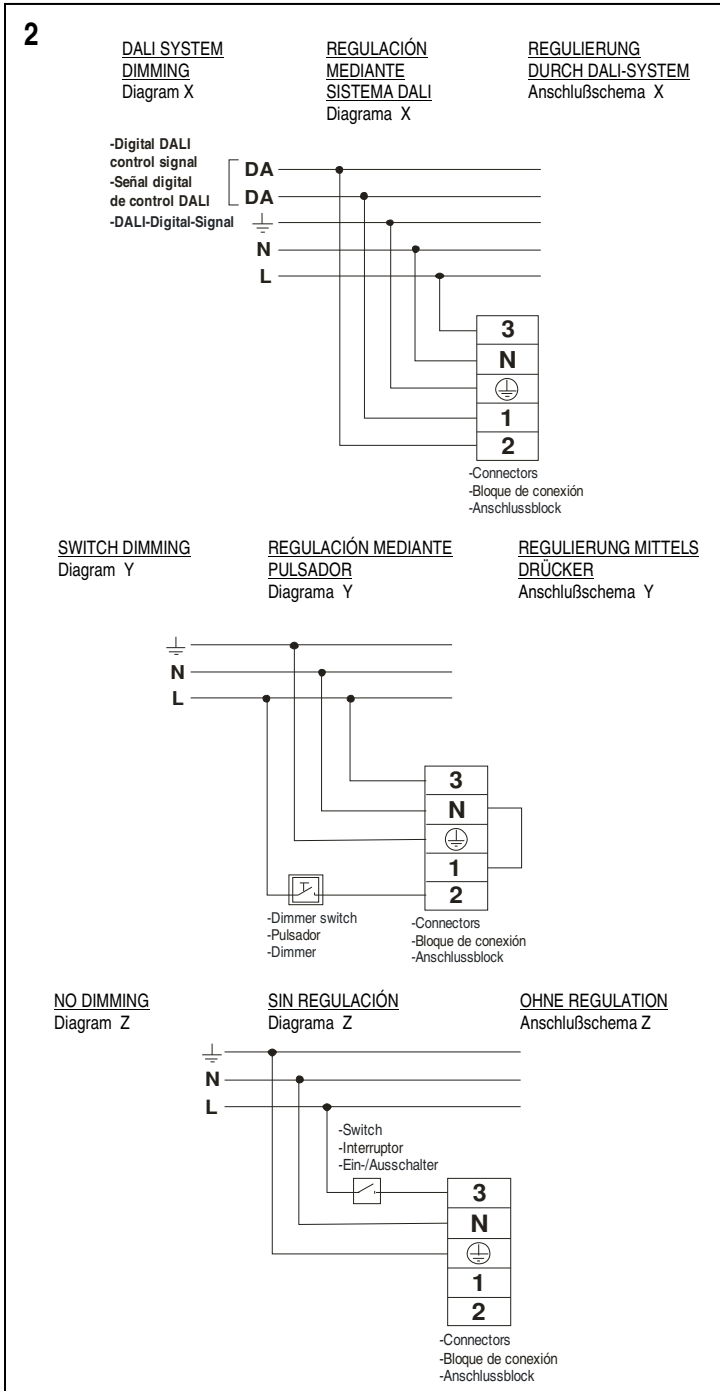 2
DALI SYSTEM
DIMMING
Diagram X
REGULACIÓN
MEDIANTE
SISTEMA DALI
Diagrama X
REGULIERUNG
DURCH DALI-SYSTEM
Anschlußschema X
-Digital DALI
control signal
-Señal digital
de control DALI
-DALI-Digital-Signal
DA
DA
N
L
3
N
1
2
-Connectors
-Bloque de conexión
-Anschlussblock
SWITCH DIMMING
Diagram Y
REGULACIÓN MEDIANTE
PULSADOR
Diagrama Y
REGULIERUNG MITTELS
DRÜCKER
Anschlußschema Y
N
L
3
N
1
2
-Dimmer switch
-Pulsador
-Dimmer
-Connectors
-Bloque de conexión
-Anschlussblock
NO DIMMING
Diagram Z
SIN REGULACIÓN
Diagrama Z
OHNE REGULATION
Anschlußschema Z
N
L
-Switch
-Interruptor
-Ein-/Ausschalter
3
N
1
2
-Connectors
-Bloque de conexión
-Anschlussblock